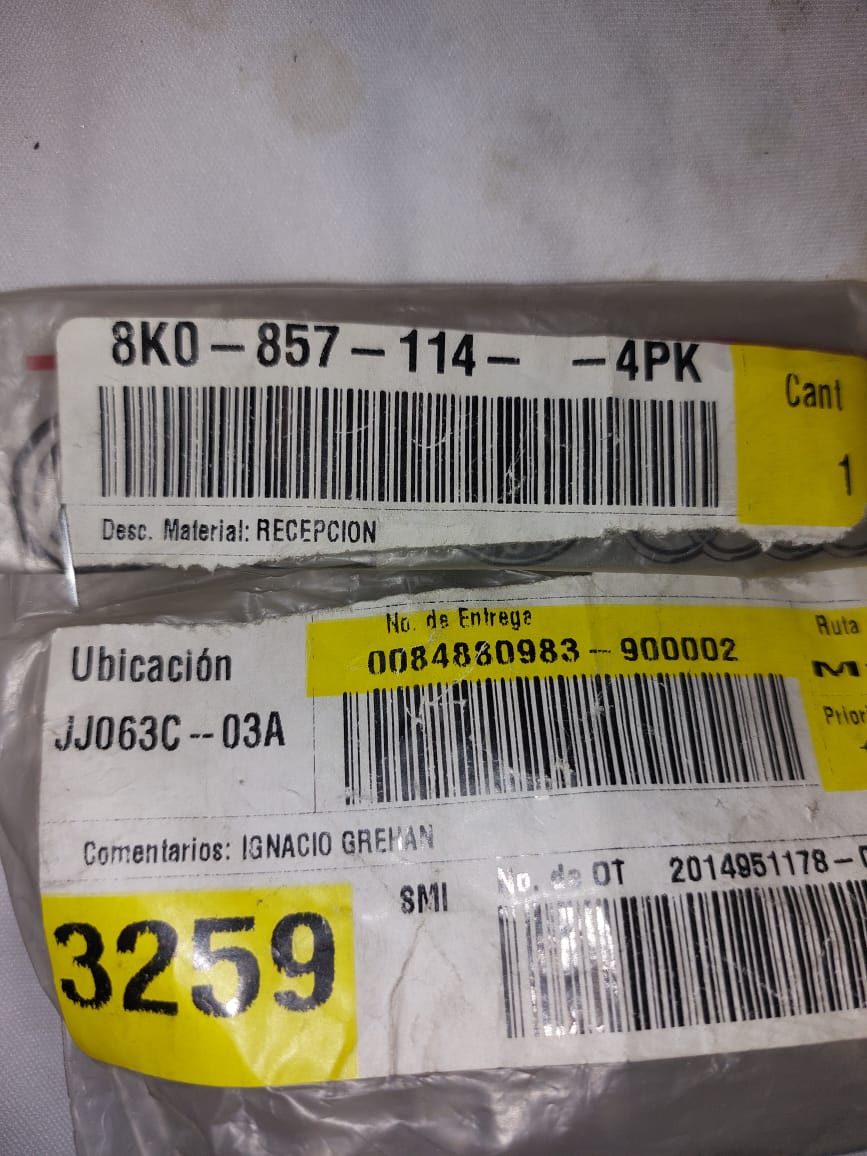 8K0-857-114- -4PK
Cant
1
Desc. Material: RECEPCION
No. de Entrega
0084880983-900002
Ruta
Ubicación
JJ063C--03A
Comentarios: IGNACIO GREHAN
SMI
No. de OT 2014951178-
3259